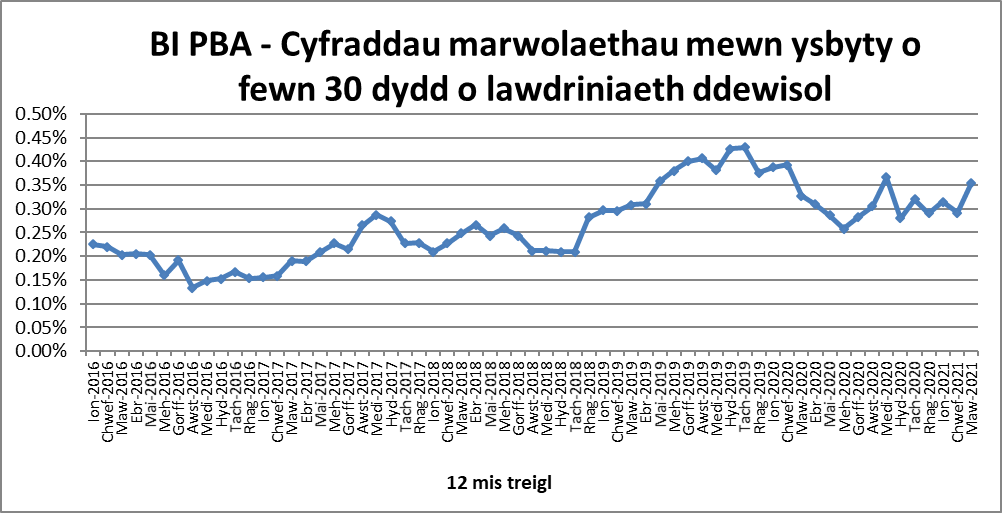 BI PBA - Cyfraddau marwolaethau mewn ysbyty o
fewn 30 dydd o lawdriniaeth ddewisol
0.50%
0.45%
0.40%
0.35%
0.30%
0.25%
0.20%
0.15%
0.10%
0.05%
0.00%
Ion-2016
Chwef-2016
Maw-2016
Ebr-2016
Mai-2016
Meh-2016
Gorff-2016
Awst-2016
Medi-2016
Hyd-2016
Tach-2016
Rhag-2016
Ion-2017
Chwef-2017
Maw-2017
Ebr-2017
Mai-2017
Meh-2017
Gorff-2017
Awst-2017
Medi-2017
Hyd-2017
Tach-2017
Rhag-2017
Ion-2018
Chwef-2018
Maw-2018
Ebr-2018
Mai-2018
Meh-2018
Gorff-2018
Awst-2018
Medi-2018
Hyd-2018
Tach-2018
Rhag-2018
Ion-2019
Chwef-2019
Maw-2019
Ebr-2019
Mai-2019
Meh-2019
Gorff-2019
Awst-2019
Medi-2019
Hyd-2019
Tach-2019
Rhag-2019
Ion-2020
Chwef-2020
Maw-2020
Ebr-2020
Mai-2020
Meh-2020
Gorff-2020
Awst-2020
Medi-2020
Hyd-2020
Tach-2020
Rhag-2020
Ion-2021
Chwef-2021
Maw-2021
12 mis treigl